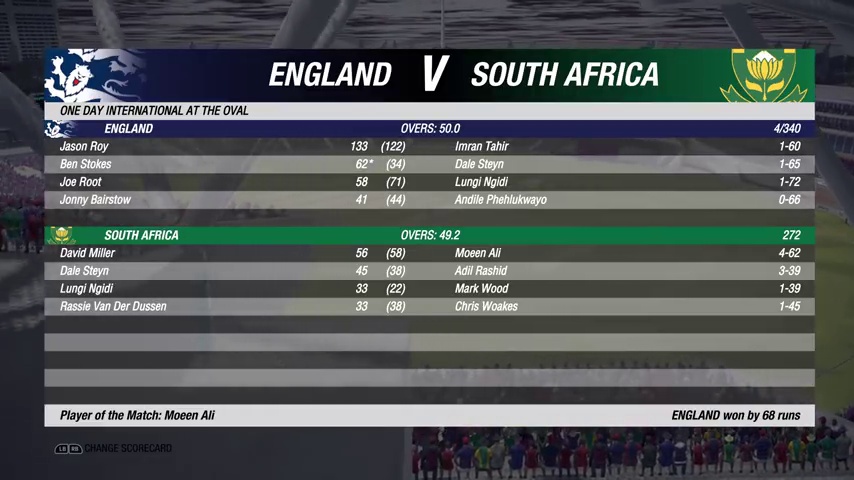 ENGLAND V SOUTH AFRICA
ONE DAY INTERNATIONAL AT THE OVAL
ENGLAND OVERS: 50.0 4/340
Jason Roy 133 (122) Imran Tahir 1-60
Ben Stokes 62* (34) Dale Steyn 1-65
Joe Root 58 (71) Lungi Ngidi 1-72
Jonny Bairstow 41 (44) Andile Phehlukwayo 0-66
SOUTH AFRICA OVERS: 49.2 272
David Miller 56 (58) Moeen Ali 4-62
Dale Steyn 45 (38) Adil Rashid 3-39
Lungi Ngidi 33 (22) Mark Wood 1-39
Rassie Van Der Dussen 33 (38) Chris Woakes 1-45
Player of the Match: Moeen Ali ENGLAND won by 68 runs
LB RB CHANGE SCORECARD